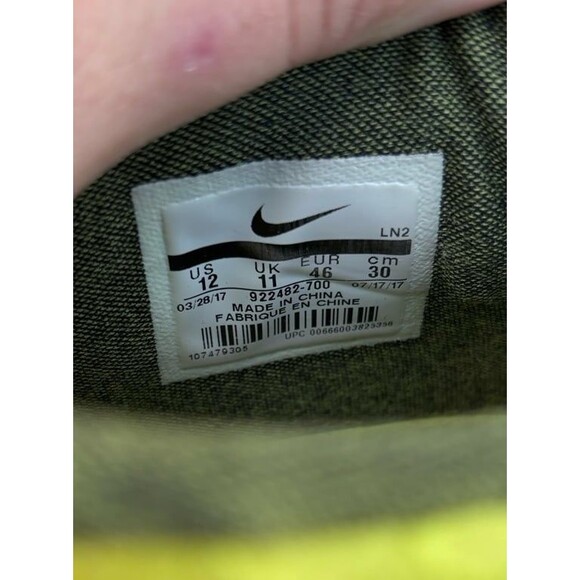 LN2
US UK EUR cm
12 11 46 30
03/28/17 922482-700 07/17/17
MADE IN CHINA
FABRIQUE EN CHINE
UPC 00666003825356
107479305